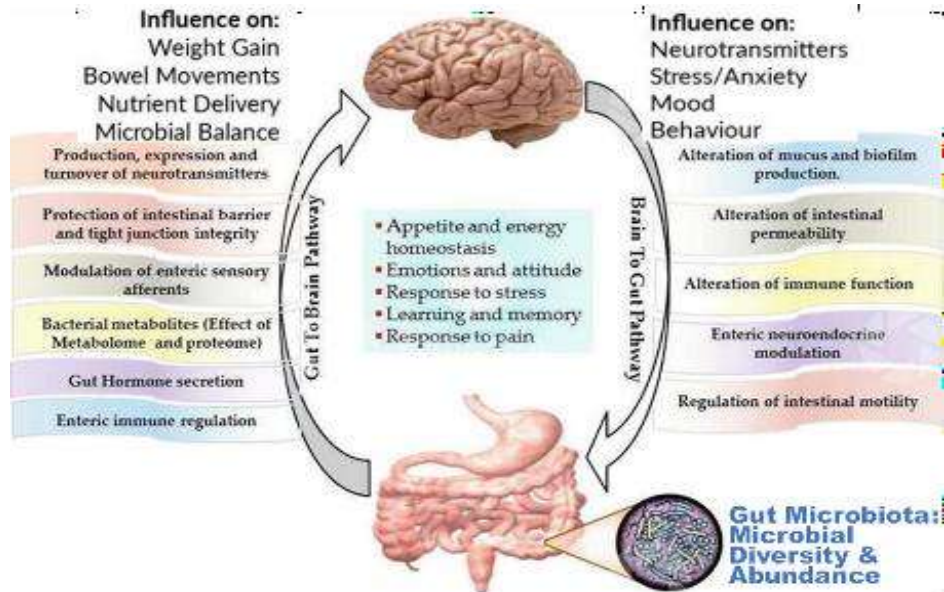 Influence on:
Weight Gain
Bowel Movements
Nutrient Delivery
Microbial Balance
Production, expression and
turnover of neurotransmitters
Protection of intestinal barrier
and tight junction integrity
Modulation of enteric sensory
afferents
Bacterial metabolites (Effect of
Metabolome and proteome)
Gut Hormone secretion
Enteric immune regulation
Gut To Brain Pathway
▪ Appetite and energy
homeostasis
▪ Emotions and attitude
▪ Response to stress
▪ Learning and memory
▪ Response to pain
Brain To Gut Pathway
Influence on:
Neurotransmitters
Stress/Anxiety
Mood
Behaviour
Alteration of mucus and biofilm
production.
Alteration of intestinal
permeability
Alteration of immune function
Enteric neuroendocrine
modulation
Regulation of intestinal motility
Gut Microbiota:
Microbial
Diversity &
Abundance